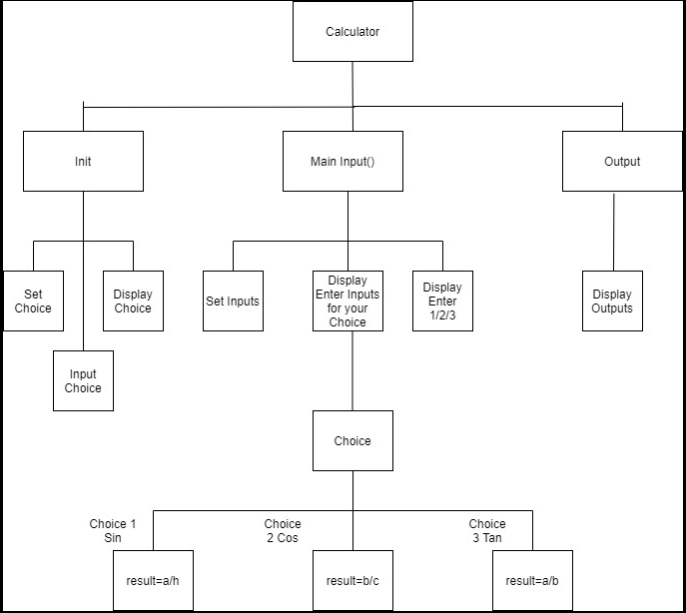 Calculator
Init
Main Input()
Output
Set
Choice
Display
Choice
Set Inputs
Display
Enter Inputs
for your
Choice
Display
Enter
1/2/3
Display
Outputs
Input
Choice
Choice
Choice 1
Sin
Choice
2 Cos
Choice
3 Tan
result=a/h
result=b/c
result=a/b